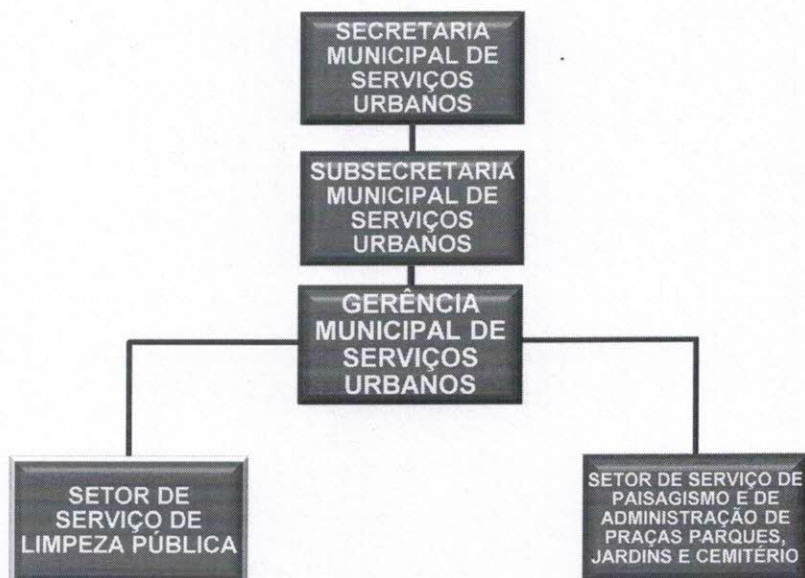 SECRETARIA
MUNICIPAL DE
SERVIÇOS
URBANOS
SUBSECRETARIA
MUNICIPAL DE
SERVIÇOS
URBANOS
GERÊNCIA
MUNICIPAL DE
SERVIÇOS
URBANOS
SETOR DE
SERVIÇO DE
LIMPEZA PÚBLICA
SETOR DE SERVIÇO DE
PAISAGISMO E DE
ADMINISTRAÇÃO DE
PRAÇAS PARQUES,
JARDINS E CEMITÉRIO